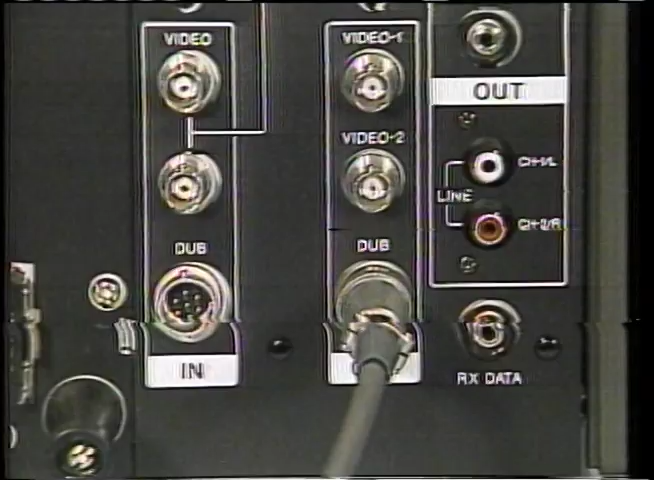 VIDEO
DUB
IN
VIDEO-1
VIDEO-2
DUB
OUT
LINE
CH-1/L
CH-2/R
RX DATA